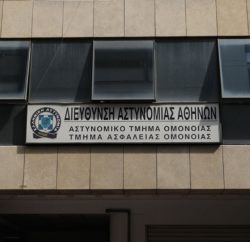 ΔΙΕΥΘΥΝΣΗ ΑΣΤΥΝΟΜΙΑΣ ΑΘΗΝΩΝ
ΑΣΤΥΝΟΜΙΚΟ ΤΜΗΜΑ ΟΜΟΝΟΙΑΣ
ΤΜΗΜΑ ΑΣΦΑΛΕΙΑΣ ΟΜΟΝΟΙΑΣ